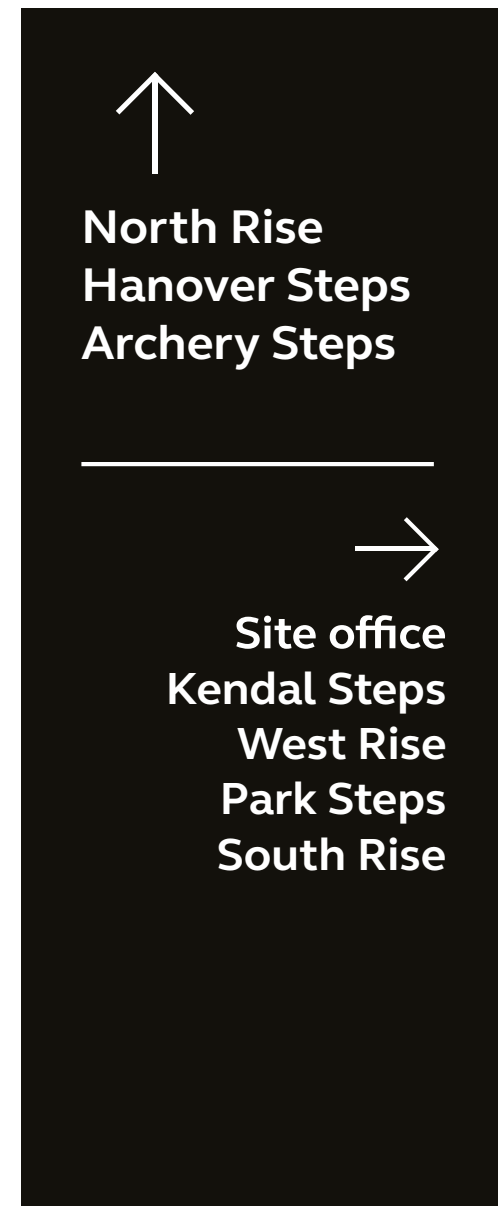 North Rise
Hanover Steps
Archery Steps
Site office
Kendal Steps
West Rise
Park Steps
South Rise